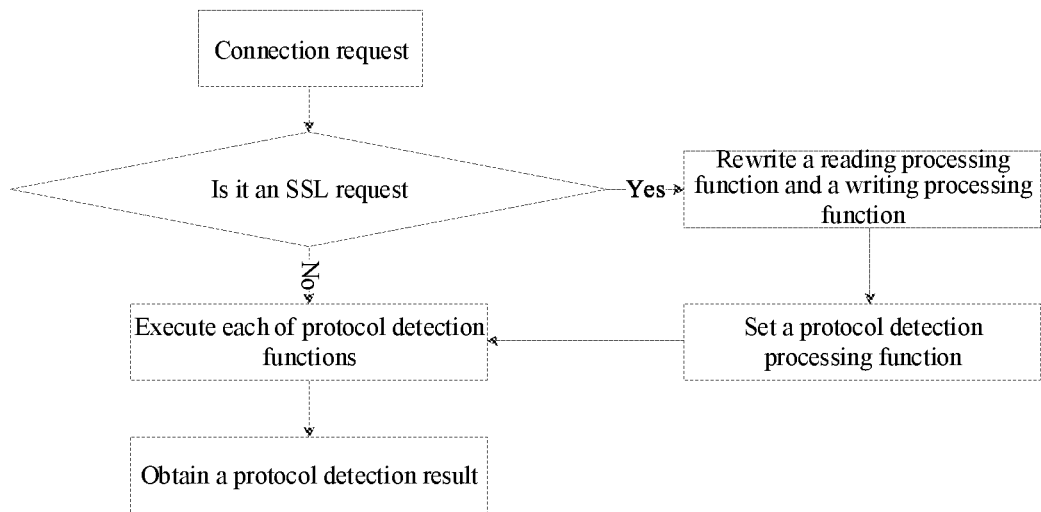 Connection request
Is it an SSL request
Yes
Rewrite a reading processing
function and a writing processing
function
No
Execute each of protocol detection
functions
Set a protocol detection
processing function
Obtain a protocol detection result